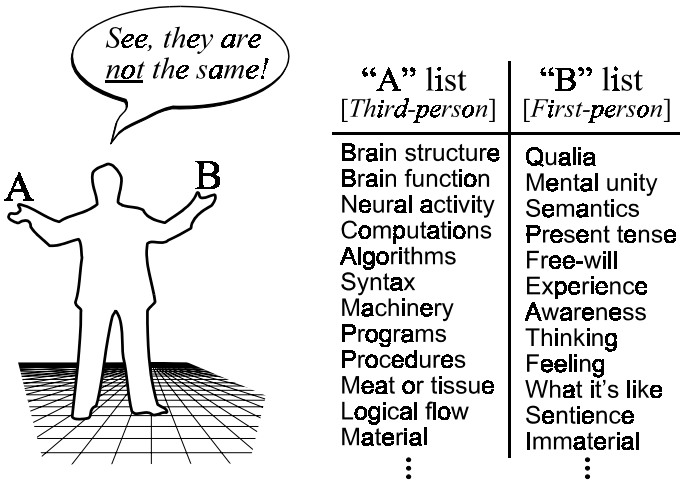 See, they are
not the same!
A
B
“A” list
[Third-person]
Brain structure
Brain function
Neural activity
Computations
Algorithms
Syntax
Machinery
Programs
Procedures
Meat or tissue
Logical flow
Material
⋮
“B” list
[First-person]
Qualia
Mental unity
Semantics
Present tense
Free-will
Experience
Awareness
Thinking
Feeling
What it’s like
Sentience
Immaterial
⋮